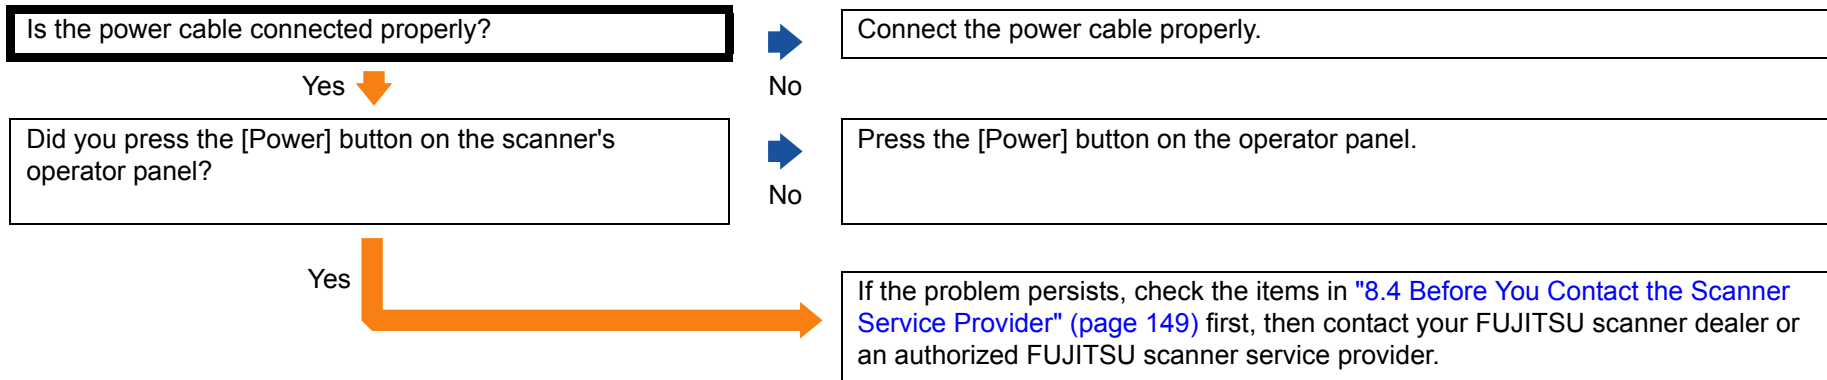 Is the power cable connected properly?
Connect the power cable properly.
Yes
No
Did you press the [Power] button on the scanner's
operator panel?
Press the [Power] button on the operator panel.
No
Yes
If the problem persists, check the items in "8.4 Before You Contact the Scanner
Service Provider" (page 149) first, then contact your FUJITSU scanner dealer or
an authorized FUJITSU scanner service provider.